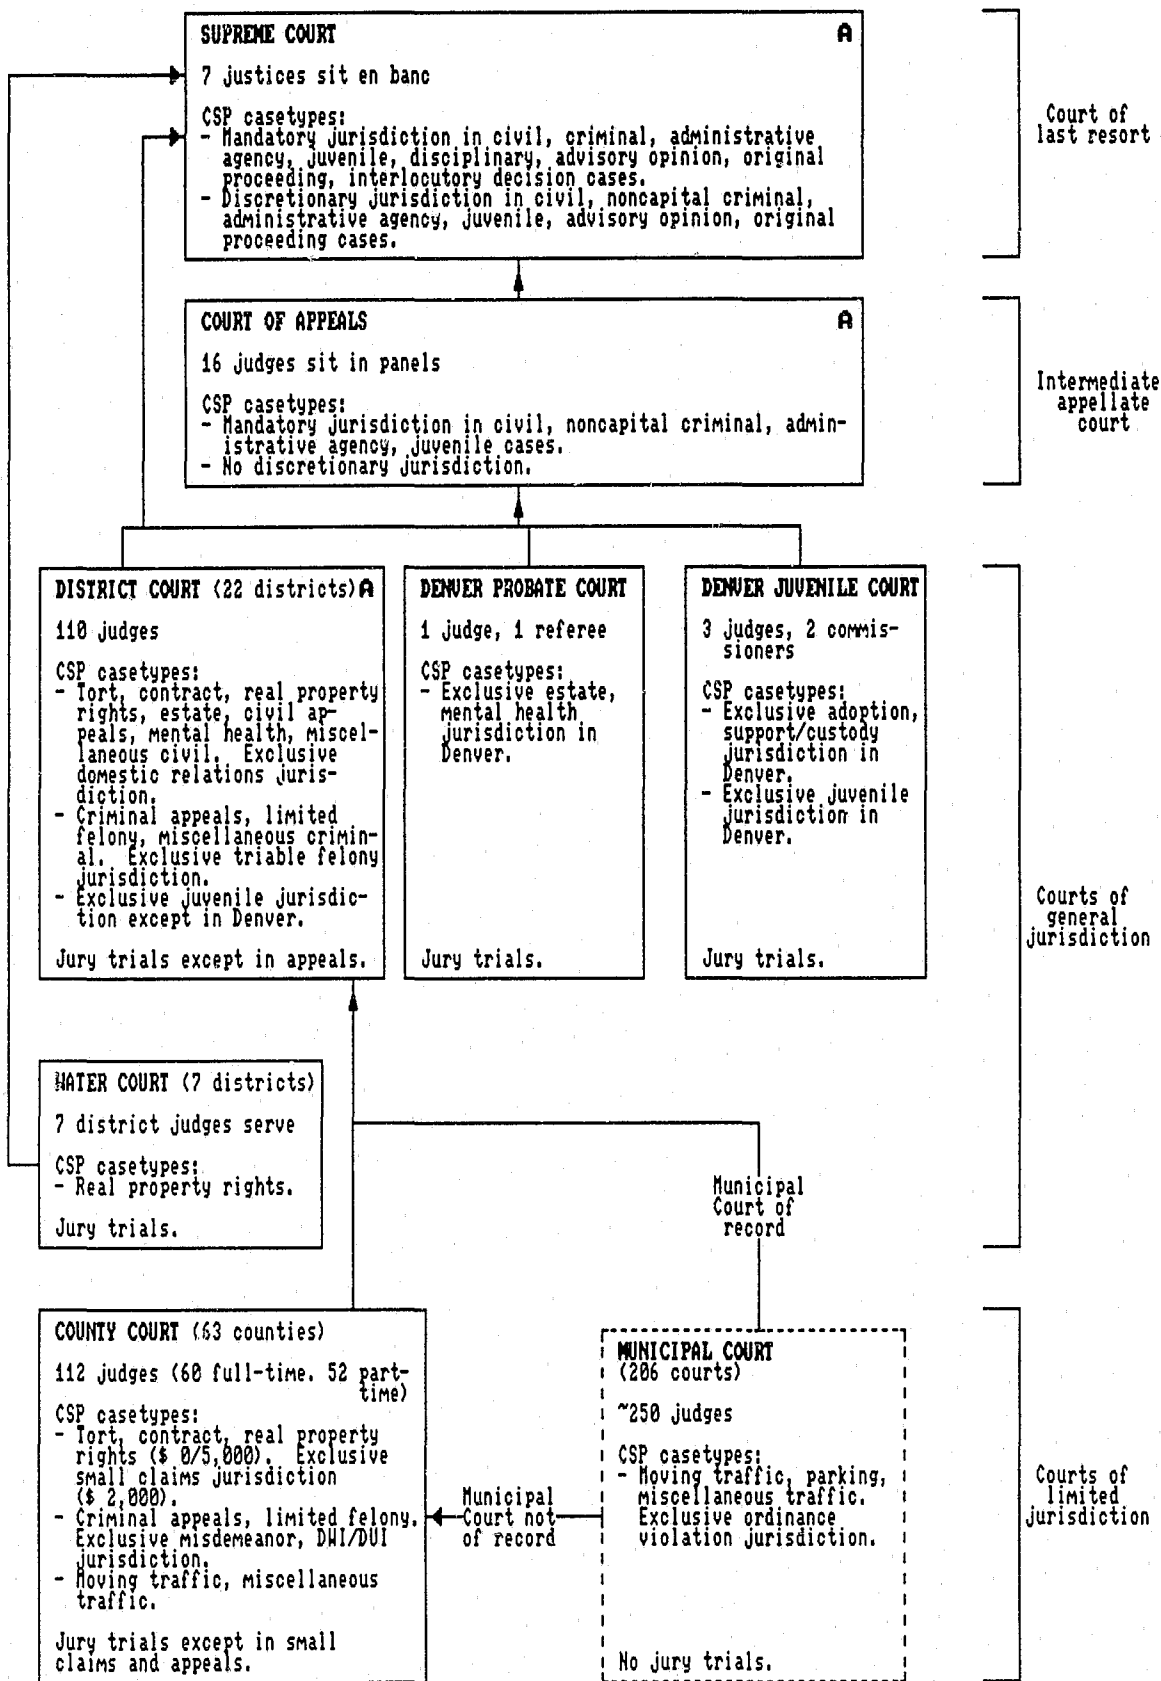 SUPREME COURT A
7 justices sit en banc
CSP casetypes:
- Mandatory jurisdiction in civil, criminal, administrative
agency, juvenile, disciplinary, advisory opinion, original
proceeding, interlocutory decision cases.
- Discretionary jurisdiction in civil, noncapital criminal,
administrative agency, juvenile, advisory opinion, original
proceeding cases.
Court of
last resort
COURT OF APPEALS A
16 judges sit in panels
CSP casetypes:
- Mandatory jurisdiction in civil, noncapital criminal, admin-
istrative agency, juvenile cases.
- No discretionary jurisdiction.
Intermediate
appellate
court
DISTRICT COURT (22 districts) A
110 judges
CSP casetypes:
- Tort, contract, real property
rights, estate, civil ap-
peals, mental health, miscel-
laneous civil. Exclusive
domestic relations juris-
diction.
- Criminal appeals, limited
felony, miscellaneous crimin-
al. Exclusive triable felony
jurisdiction.
- Exclusive juvenile jurisdic-
tion except in Denver.
Jury trials except in appeals.
DENVER PROBATE COURT
1 judge, 1 referee
CSP casetypes:
- Exclusive estate,
mental health
jurisdiction in
Denver.
Jury trials.
DENVER JUVENILE COURT
3 judges, 2 commis-
sioners
CSP casetypes:
- Exclusive adoption,
support/custody
jurisdiction in
Denver.
- Exclusive juvenile
jurisdiction in
Denver.
Jury trials.
Courts of
general
jurisdiction
WATER COURT (7 districts)
7 district judges serve
CSP casetypes:
- Real property rights.
Jury trials.
Municipal
Court of
record
COUNTY COURT (63 counties)
112 judges (60 full-time. 52 part-
time)
CSP casetypes:
- Tort, contract, real property
rights ($ 0/5,000). Exclusive
small claims jurisdiction
($ 2,000).
- Criminal appeals, limited felony.
Exclusive misdemeanor, DWI/DUI
jurisdiction.
- Moving traffic, miscellaneous
traffic.
Jury trials except in small
claims and appeals.
Municipal
Court not
of record
MUNICIPAL COURT
(206 courts)
~250 judges
CSP casetypes:
- Moving traffic, parking,
miscellaneous traffic.
Exclusive ordinance
violation jurisdiction.
No jury trials.
Courts of
limited
jurisdiction